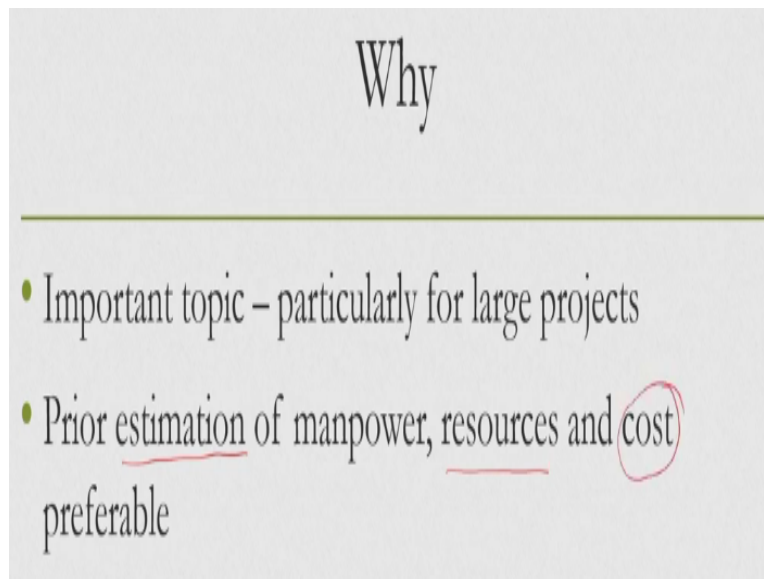 Why
• Important topic – particularly for large projects
• Prior estimation of manpower, resources and cost
preferable